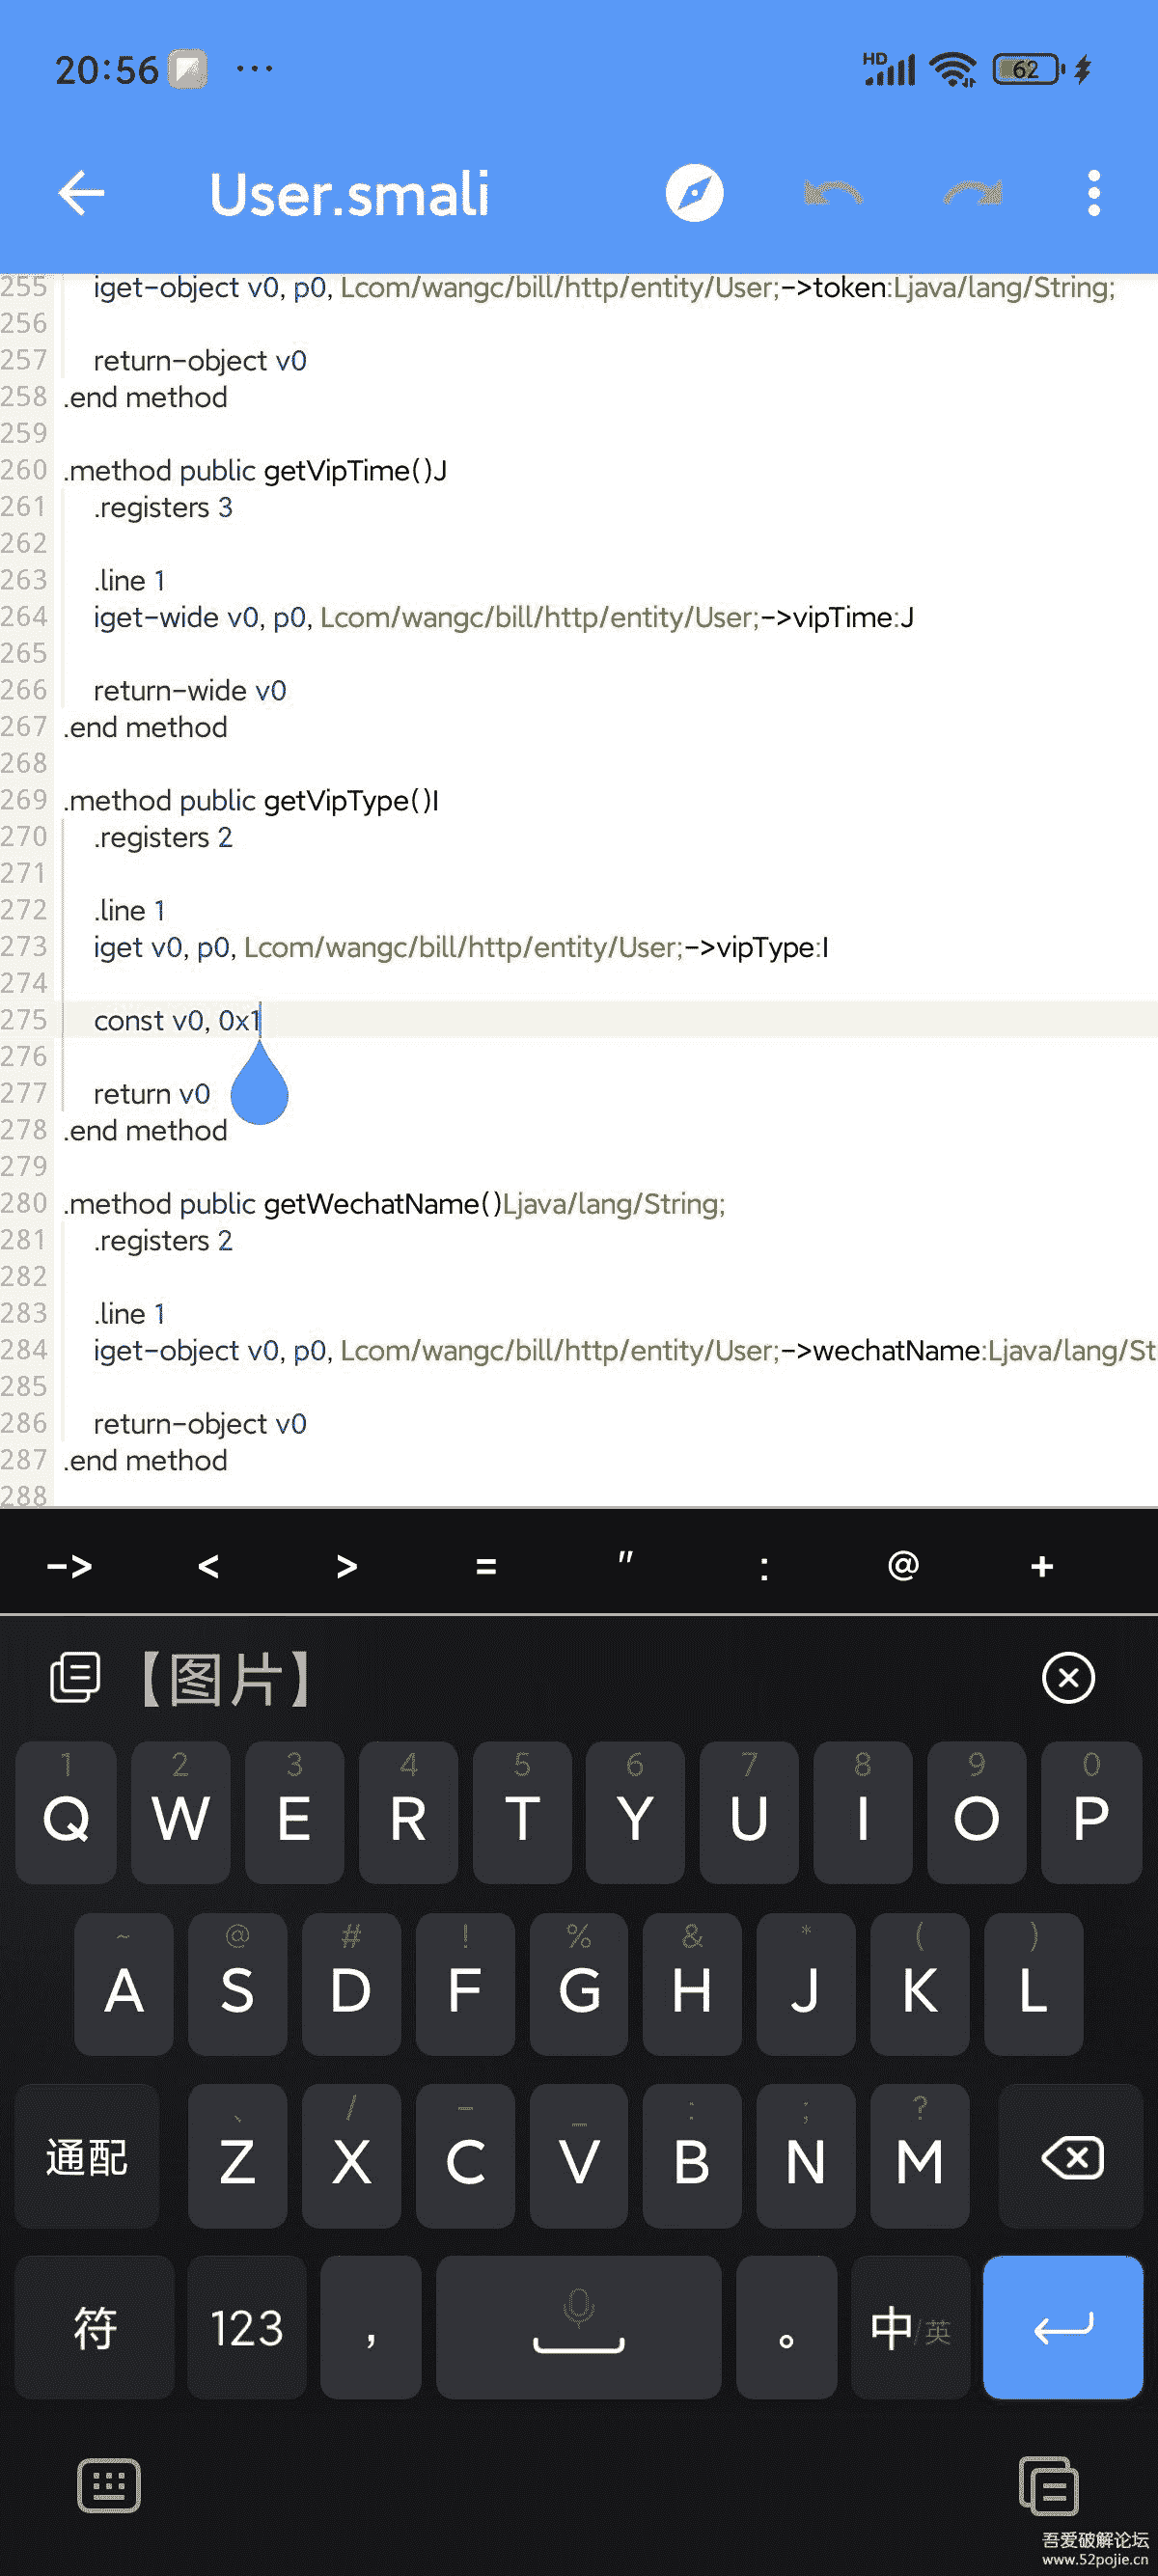 20:56 ... HD 62
User.smali
255 iget-object v0, p0, Lcom/wangc/bill/http/entity/User;->token:Ljava/lang/String;
256
257 return-object v0
258 .end method
259
260 .method public getVipTime()J
261 .registers 3
262
263 .line 1
264 iget-wide v0, p0, Lcom/wangc/bill/http/entity/User;->vipTime:J
265
266 return-wide v0
267 .end method
268
269 .method public getVipType()I
270 .registers 2
271
272 .line 1
273 iget v0, p0, Lcom/wangc/bill/http/entity/User;->vipType:I
274
275 const v0, 0x1
276
277 return v0
278 .end method
279
280 .method public getWechatName()Ljava/lang/String;
281 .registers 2
282
283 .line 1
284 iget-object v0, p0, Lcom/wangc/bill/http/entity/User;->wechatName:Ljava/lang/St
285
286 return-object v0
287 .end method
288
-> < > = " : @ +
【图片】
1 2 3 4 5 6 7 8 9 0
Q W E R T Y U I O P
~ @ # ! % & * ( )
A S D F G H J K L
、 / – _ : ; ?
通配 Z X C V B N M
符 123 , 。 中/英
吾爱破解论坛
www.52pojie.cn